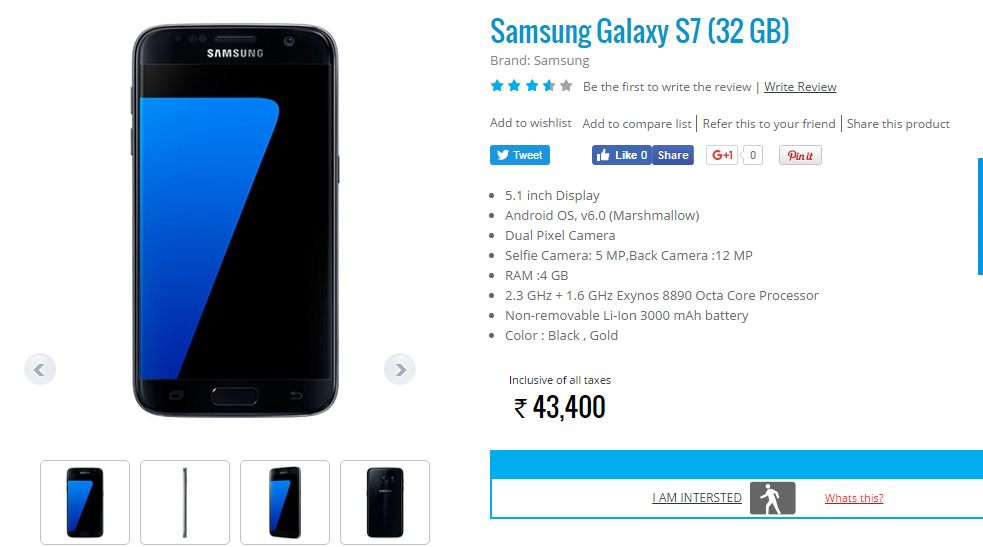 SAMSUNG
Samsung Galaxy S7 (32 GB)
Brand: Samsung
Be the first to write the review | Write Review
Add to wishlist Add to compare list | Refer this to your friend | Share this product
Tweet Like 0 Share G+1 0 Pin it
5.1 inch Display
Android OS, v6.0 (Marshmallow)
Dual Pixel Camera
Selfie Camera: 5 MP,Back Camera :12 MP
RAM :4 GB
2.3 GHz + 1.6 GHz Exynos 8890 Octa Core Processor
Non-removable Li-Ion 3000 mAh battery
Color : Black , Gold
Inclusive of all taxes
₹ 43,400
I AM INTERSTED Whats this?